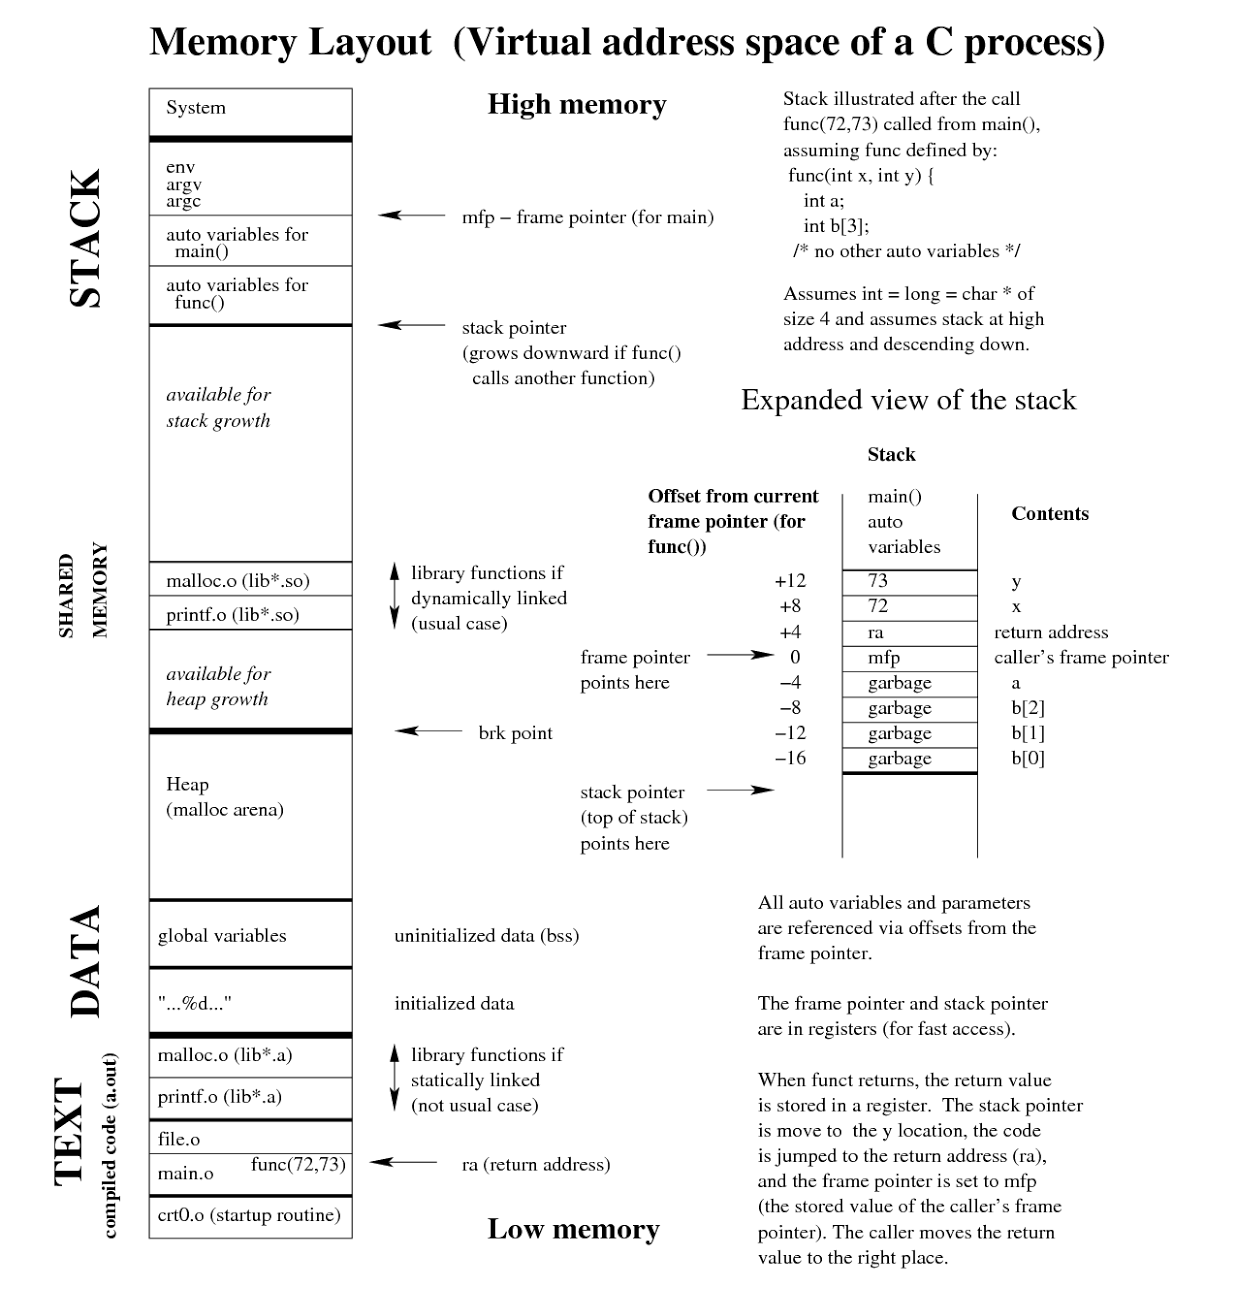 Memory Layout (Virtual address space of a C process)
System
High memory
STACK
env
argv
argc
mfp – frame pointer (for main)
auto variables for
main()
auto variables for
func()
stack pointer
(grows downward if func()
calls another function)
available for
stack growth
Stack illustrated after the call
func(72,73) called from main(),
assuming func defined by:
func(int x, int y) {
int a;
int b[3];
/* no other auto variables */
Assumes int = long = char * of
size 4 and assumes stack at high
address and descending down.
Expanded view of the stack
Stack
Offset from current
frame pointer (for
func())
main()
auto
variables
Contents
+12 73 y
+8 72 x
+4 ra return address
0 mfp caller's frame pointer
–4 garbage a
–8 garbage b[2]
–12 garbage b[1]
–16 garbage b[0]
frame pointer
points here
stack pointer
(top of stack)
points here
SHARED
MEMORY
malloc.o (lib*.so)
printf.o (lib*.so)
library functions if
dynamically linked
(usual case)
available for
heap growth
brk point
Heap
(malloc arena)
DATA
global variables
uninitialized data (bss)
"...%d..."
initialized data
TEXT
compiled code (a.out)
malloc.o (lib*.a)
printf.o (lib*.a)
library functions if
statically linked
(not usual case)
file.o
main.o
func(72,73)
ra (return address)
crt0.o (startup routine)
Low memory
All auto variables and parameters
are referenced via offsets from the
frame pointer.
The frame pointer and stack pointer
are in registers (for fast access).
When funct returns, the return value
is stored in a register. The stack pointer
is move to the y location, the code
is jumped to the return address (ra),
and the frame pointer is set to mfp
(the stored value of the caller's frame
pointer). The caller moves the return
value to the right place.